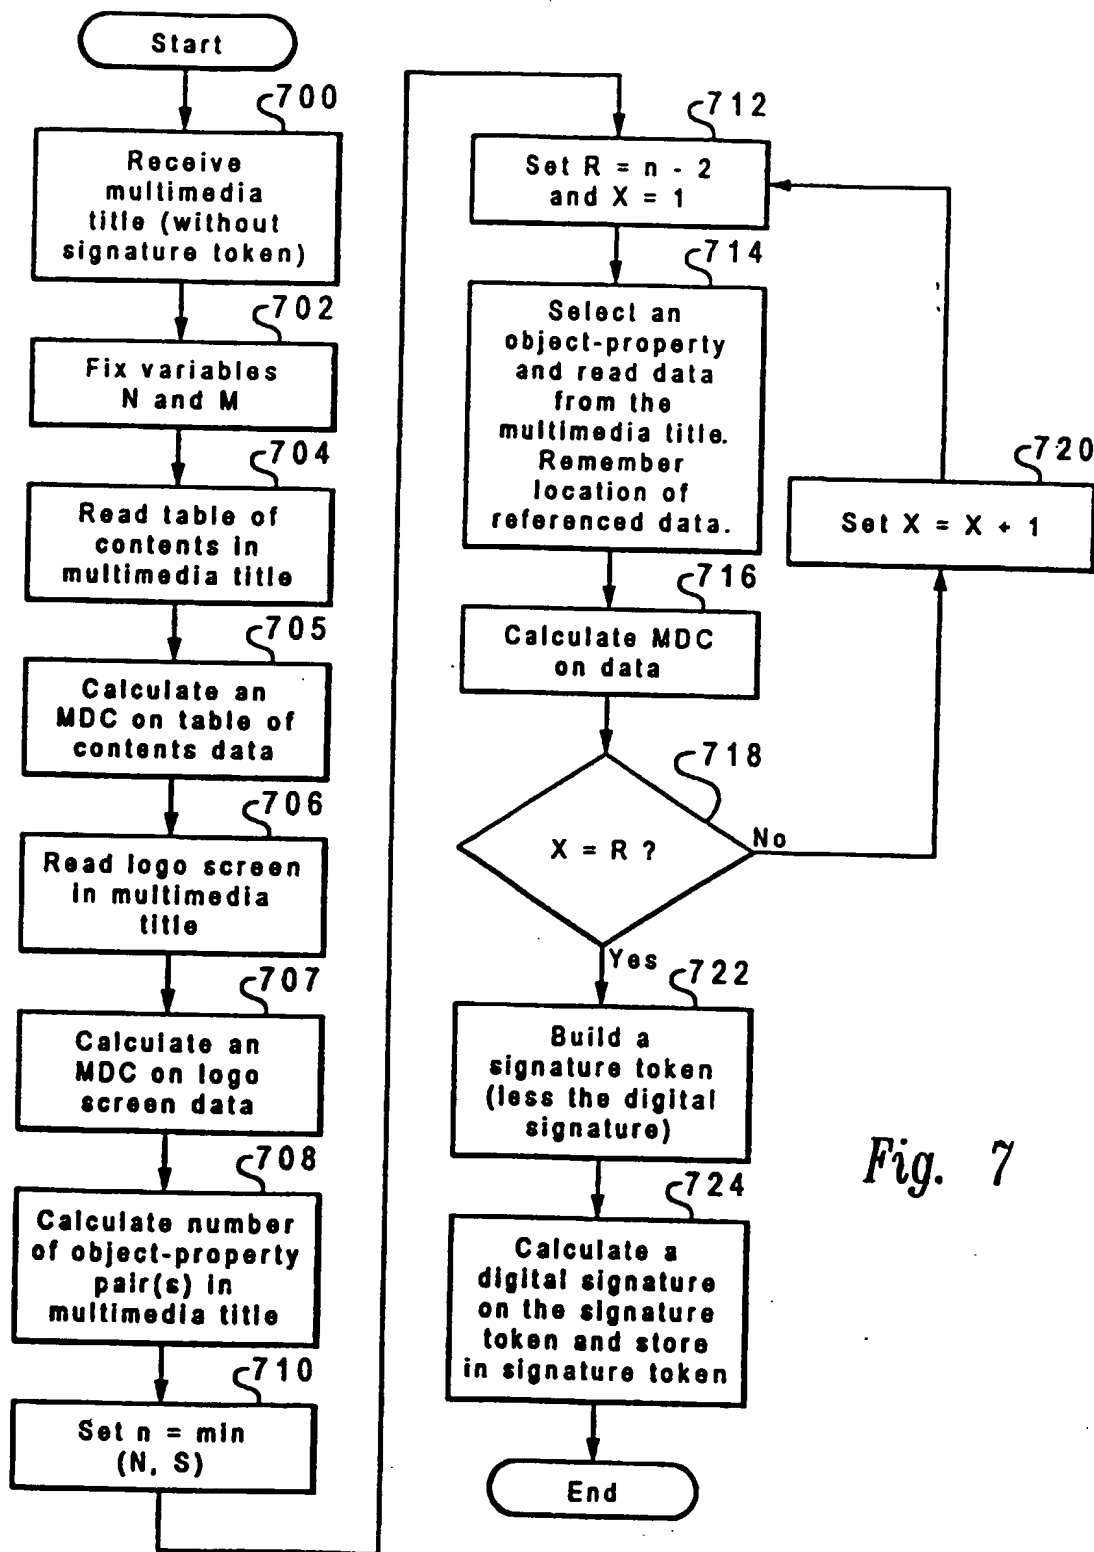 Start
700
Receive
multimedia
title (without
signature token)
702
Fix variables
N and M
704
Read table of
contents in
multimedia title
705
Calculate an
MDC on table of
contents data
706
Read logo screen
in multimedia
title
707
Calculate an
MDC on logo
screen data
708
Calculate number
of object-property
pair(s) in
multimedia title
710
Set n = min
(N, S)
712
Set R = n - 2
and X = 1
714
Select an
object-property
and read data
from the
multimedia title.
Remember
location of
referenced data.
716
Calculate MDC
on data
718
X = R ?
No
720
Set X = X + 1
Yes
722
Build a
signature token
(less the digital
signature)
724
Calculate a
digital signature
on the signature
token and store
in signature token
End
Fig. 7